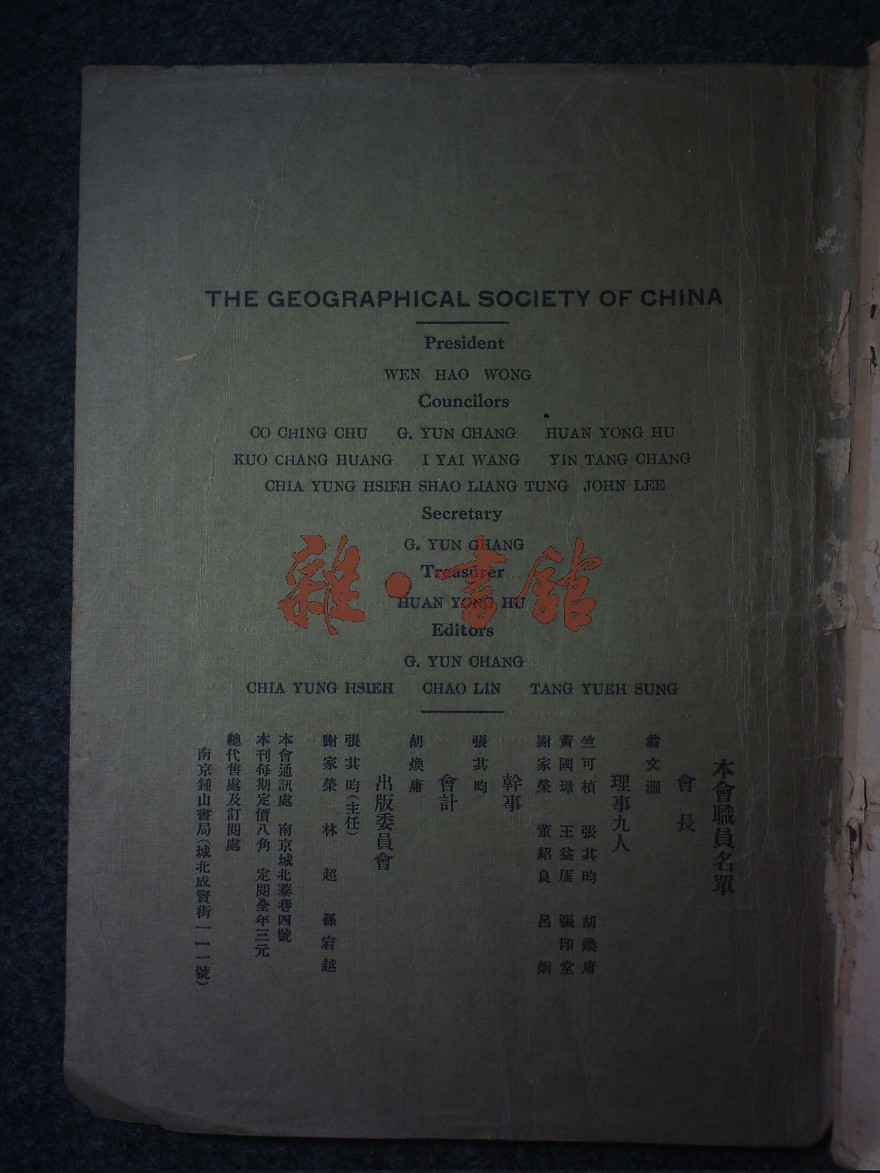 THE GEOGRAPHICAL SOCIETY OF CHINA
President
WEN HAO WONG
Councilors
CO CHING CHU G. YUN CHANG HUAN YONG HU
KUO CHANG HUANG I YAI WANG YIN TANG CHANG
CHIA YUNG HSIEH SHAO LIANG TUNG JOHN LEE
Secretary
G. YUN CHANG
Treasurer
HUAN YONG HU
Editors
G. YUN CHANG
CHIA YUNG HSIEH CHAO LIN TANG YUEH SUNG
雜·書館
本會職員名單
會長
翁文灝
理事九人
竺可楨 張其昀 胡煥庸
黃國璋 王益厓 張印堂
謝家榮 董紹良 呂炯
幹事
張其昀
會計
胡煥庸
出版委員會
張其昀(主任)
謝家榮 林超 孫宕越
本會通訊處 南京城北蓁巷四號
本刊每期定價八角 定閱全年三元
總代售處及訂閱處
南京鍾山書局(城北成賢街一一一號)